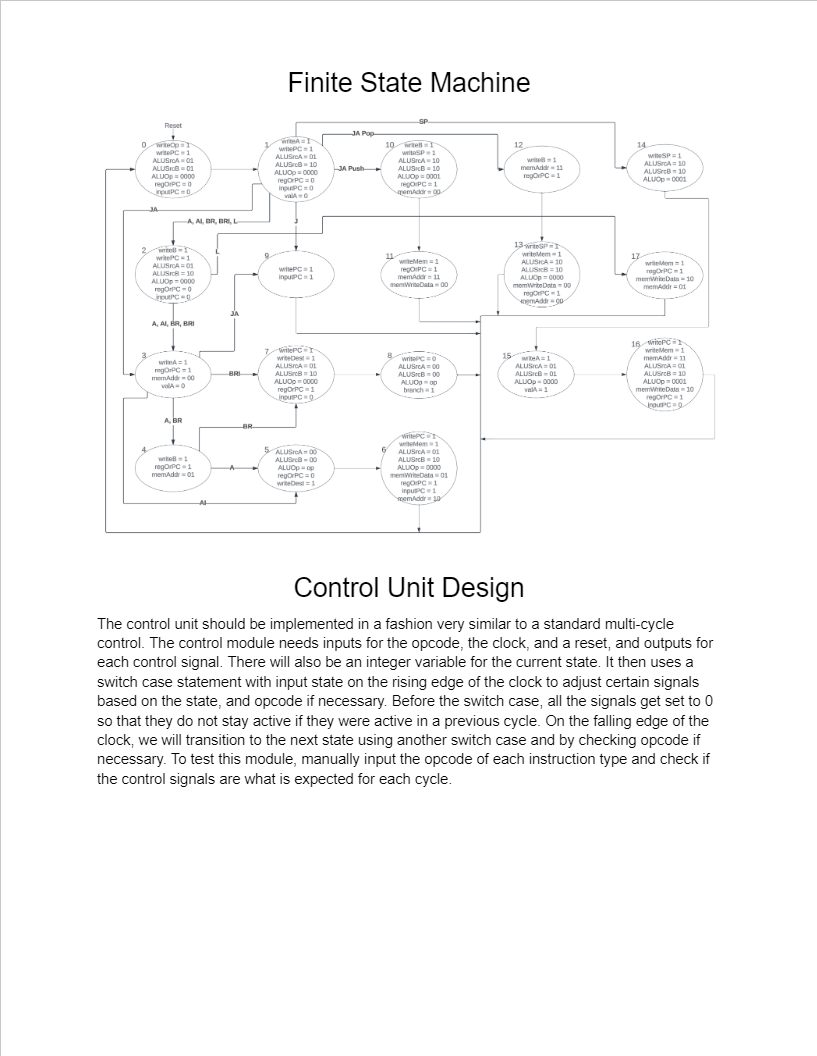 Finite State Machine
Reset
SP
JA Pop
JA Push
0
writeOp = 1
writePC = 1
ALUSrcA = 01
ALUSrcB = 01
ALUOp = 0000
regOrPC = 0
inputPC = 0
1
writeA = 1
writePC = 1
ALUSrcA = 01
ALUSrcB = 10
ALUOp = 0000
regOrPC = 0
inputPC = 0
valA = 0
10
writeB = 1
writeSP = 1
ALUSrcA = 10
ALUSrcB = 10
ALUOp = 0001
regOrPC = 1
memAddr = 00
12
writeB = 1
memAddr = 11
regOrPC = 1
14
writeSP = 1
ALUSrcA = 10
ALUSrcB = 10
ALUOp = 0001
JA
A, AI, BR, BRI, L
J
L
2
writeB = 1
writePC = 1
ALUSrcA = 01
ALUSrcB = 10
ALUOp = 0000
regOrPC = 0
inputPC = 0
9
writePC = 1
inputPC = 1
11
writeMem = 1
regOrPC = 1
memAddr = 11
memWriteData = 00
13
writeSP = 1
writeMem = 1
ALUSrcA = 10
ALUSrcB = 10
ALUOp = 0000
memWriteData = 00
regOrPC = 1
memAddr = 00
17
writeMem = 1
regOrPC = 1
memWriteData = 10
memAddr = 01
A, AI, BR, BRI
JA
3
writeA = 1
regOrPC = 1
memAddr = 00
valA = 0
BRI
7
writePC = 1
writeDest = 1
ALUSrcA = 01
ALUSrcB = 10
ALUOp = 0000
regOrPC = 1
inputPC = 0
8
writePC = 0
ALUSrcA = 00
ALUSrcB = 00
ALUOp = op
branch = 1
15
writeA = 1
ALUSrcA = 01
ALUSrcB = 01
ALUOp = 0000
valA = 1
16
writePC = 1
writeMem = 1
memAddr = 11
ALUSrcA = 01
ALUSrcB = 10
ALUOp = 0001
memWriteData = 10
regOrPC = 1
inputPC = 0
A, BR
BR
4
writeB = 1
regOrPC = 1
memAddr = 01
A
5
ALUSrcA = 00
ALUSrcB = 00
ALUOp = op
regOrPC = 0
writeDest = 1
6
writePC = 1
writeMem = 1
ALUSrcA = 01
ALUSrcB = 10
ALUOp = 0000
memWriteData = 01
regOrPC = 1
inputPC = 1
memAddr = 10
AI
Control Unit Design
The control unit should be implemented in a fashion very similar to a standard multi-cycle
control. The control module needs inputs for the opcode, the clock, and a reset, and outputs for
each control signal. There will also be an integer variable for the current state. It then uses a
switch case statement with input state on the rising edge of the clock to adjust certain signals
based on the state, and opcode if necessary. Before the switch case, all the signals get set to 0
so that they do not stay active if they were active in a previous cycle. On the falling edge of the
clock, we will transition to the next state using another switch case and by checking opcode if
necessary. To test this module, manually input the opcode of each instruction type and check if
the control signals are what is expected for each cycle.